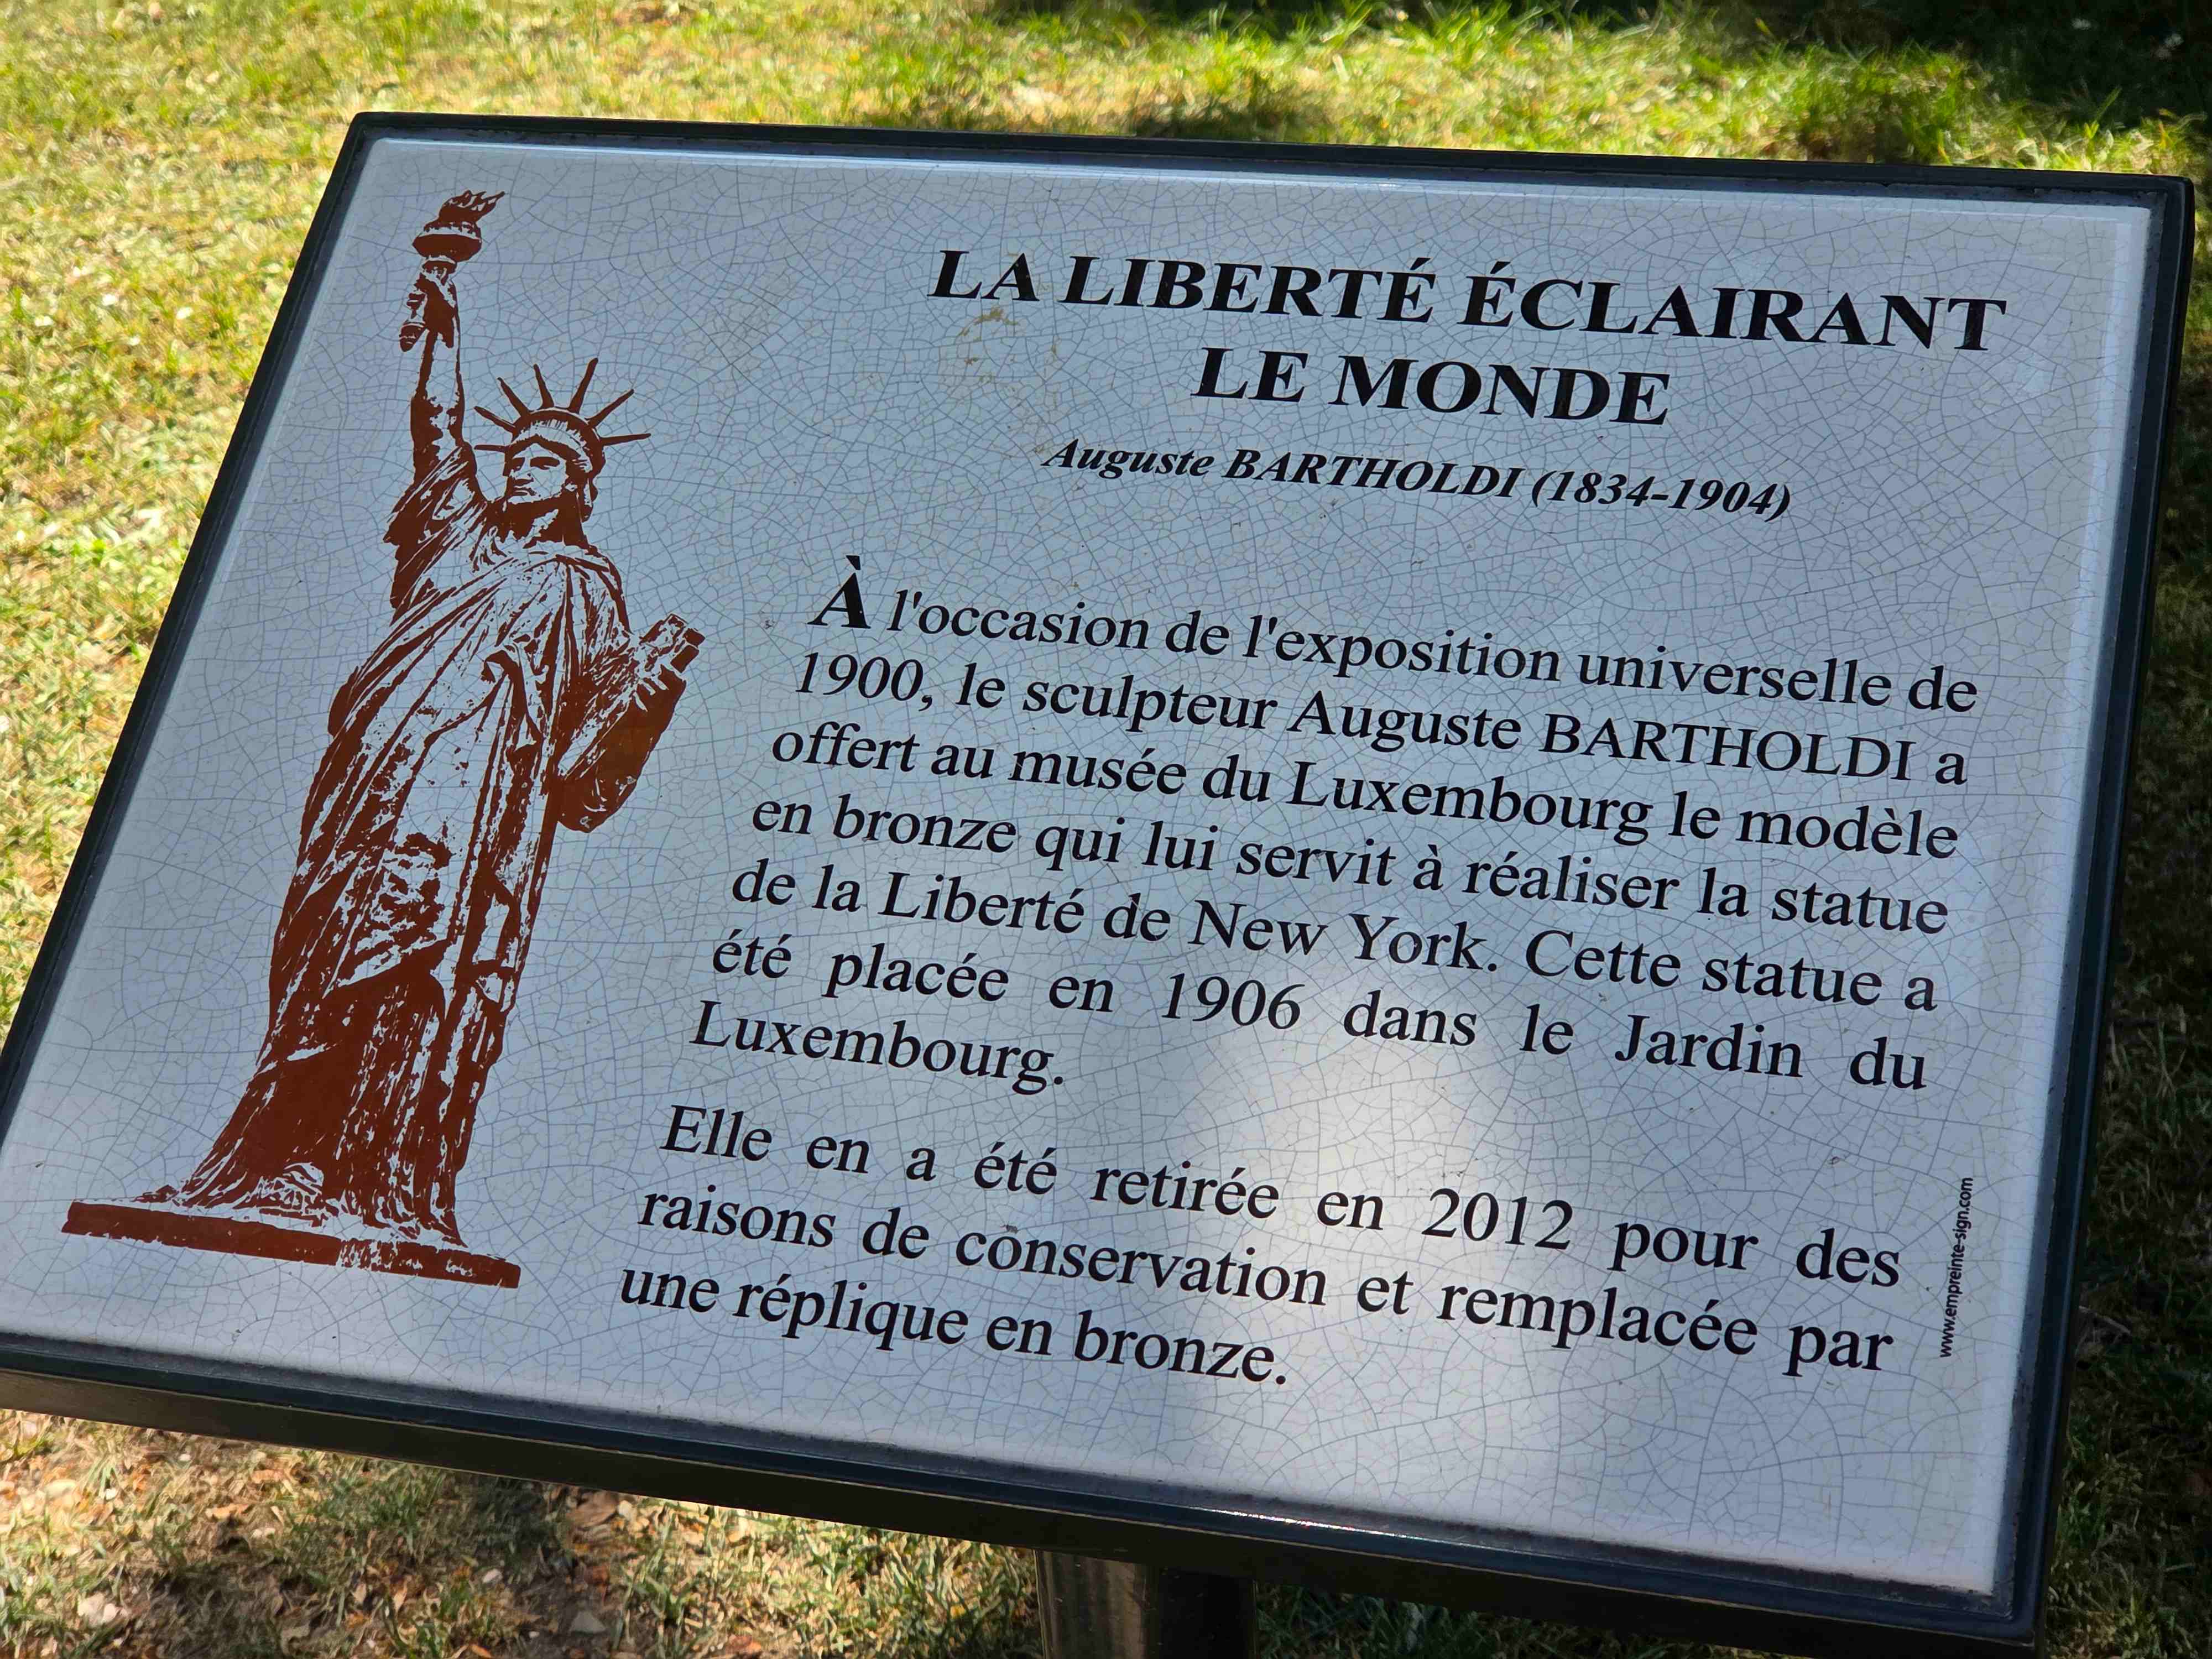 LA LIBERTÉ ÉCLAIRANT
LE MONDE
Auguste BARTHOLDI (1834-1904)
À l'occasion de l'exposition universelle de
1900, le sculpteur Auguste BARTHOLDI a
offert au musée du Luxembourg le modèle
en bronze qui lui servit à réaliser la statue
de la Liberté de New York. Cette statue a
été placée en 1906 dans le Jardin du
Luxembourg.
Elle en a été retirée en 2012 pour des
raisons de conservation et remplacée par
une réplique en bronze.
www.empreinte-sign.com